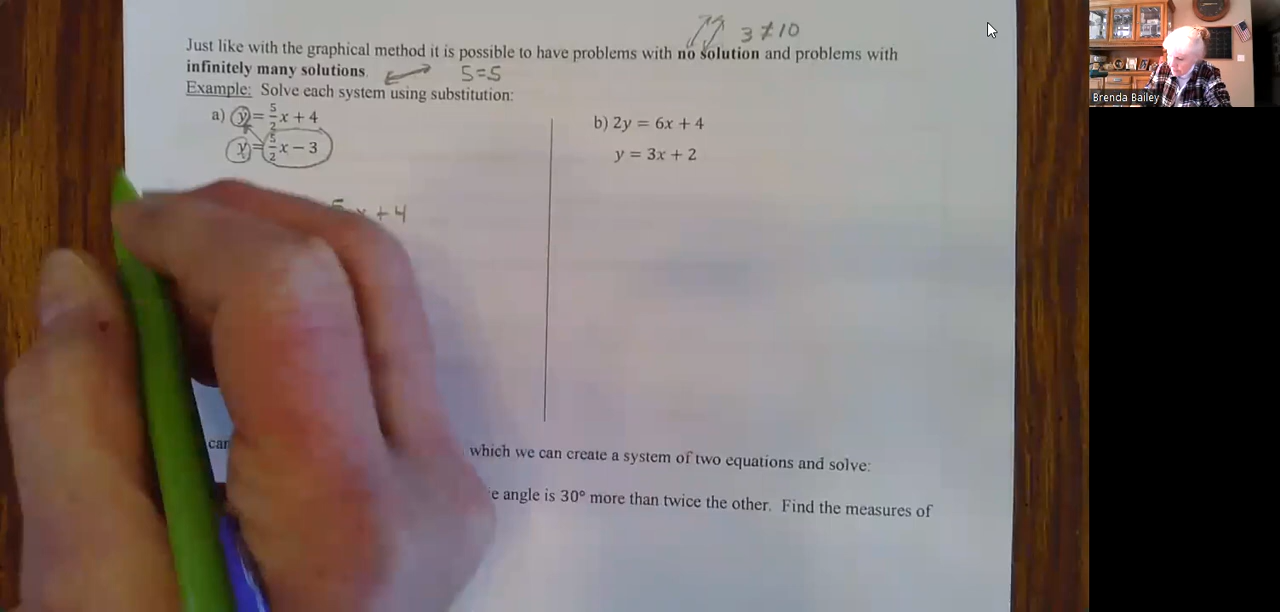 3 ≠ 10
Just like with the graphical method it is possible to have problems with no solution and problems with
infinitely many solutions.
5=5
Example: Solve each system using substitution:
a) y = 5/2 x + 4
y = 5/2 x − 3
x + 4
b) 2y = 6x + 4
y = 3x + 2
which we can create a system of two equations and solve:
angle is 30° more than twice the other. Find the measures of
Brenda Bailey